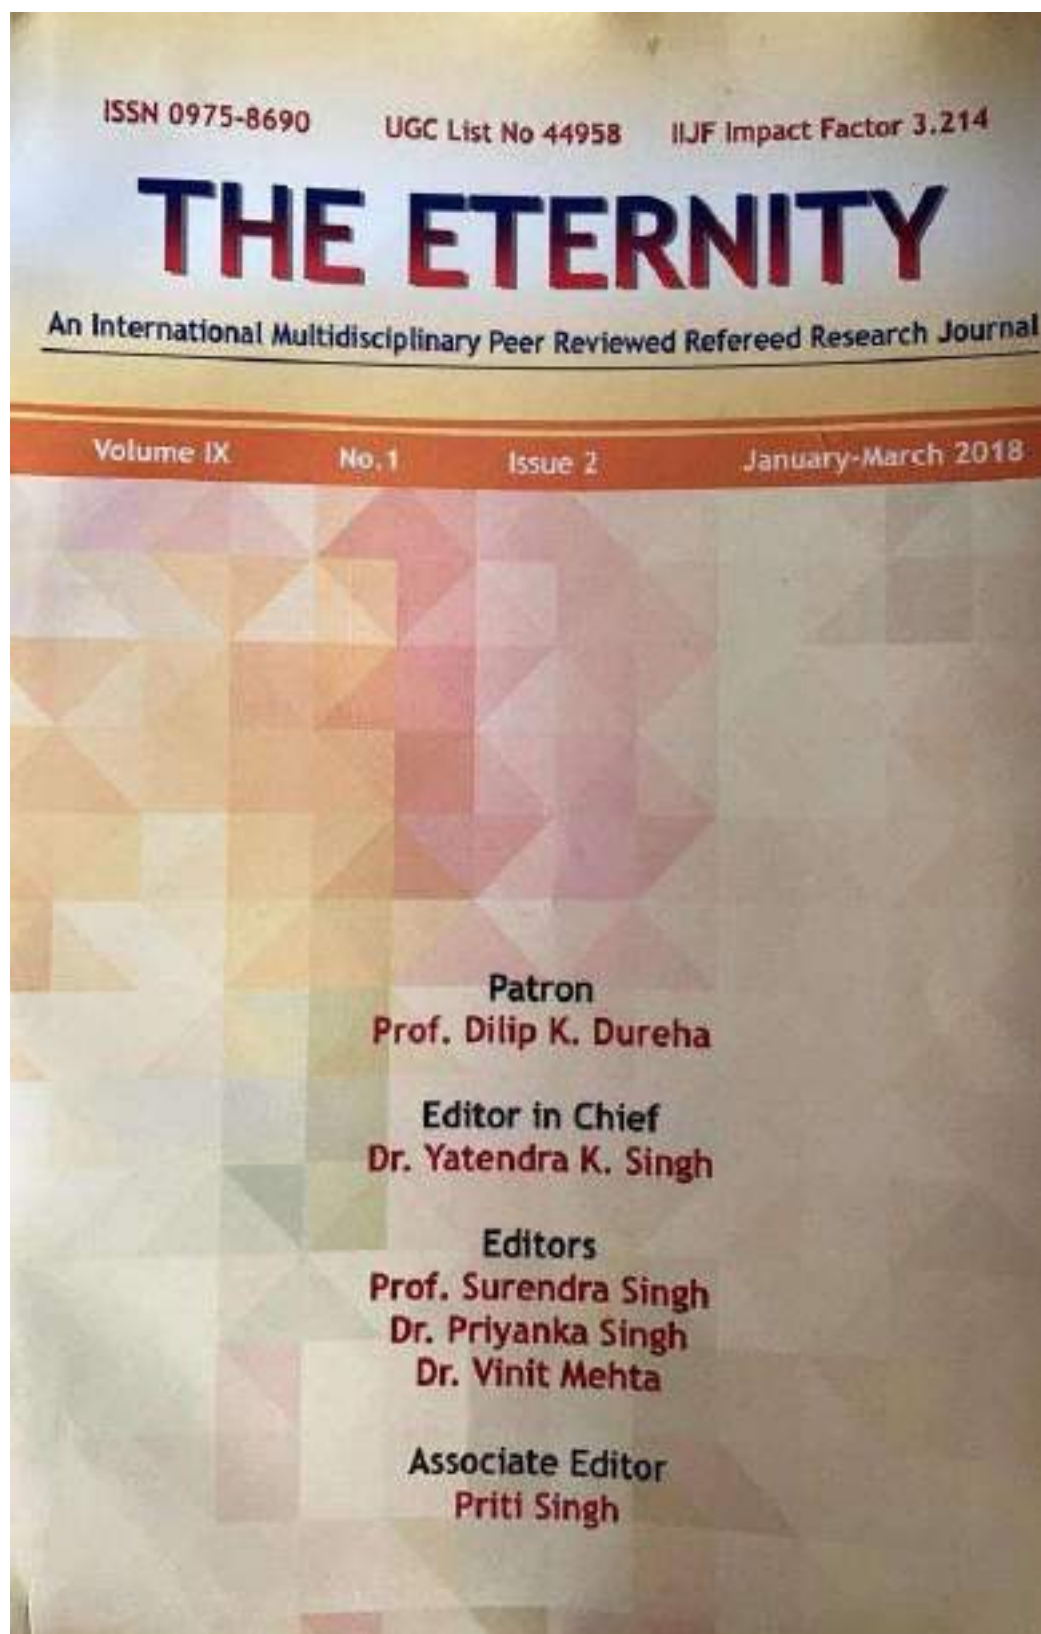 ISSN 0975-8690 UGC List No 44958 IIJF Impact Factor 3.214
THE ETERNITY
An International Multidisciplinary Peer Reviewed Refereed Research Journal
Volume IX No.1 Issue 2 January-March 2018
Patron
Prof. Dilip K. Dureha
Editor in Chief
Dr. Yatendra K. Singh
Editors
Prof. Surendra Singh
Dr. Priyanka Singh
Dr. Vinit Mehta
Associate Editor
Priti Singh